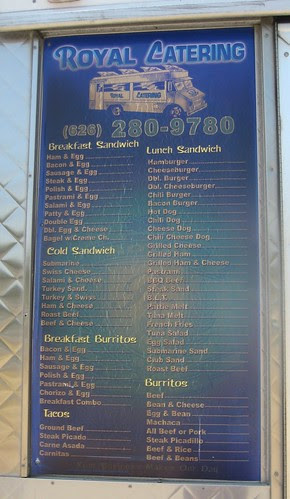 ROYAL CATERING
ROYAL CATERING
(626) 280-9780
Breakfast Sandwich
Ham & Egg
Bacon & Egg
Sausage & Egg
Steak & Egg
Polish & Egg
Pastrami & Egg
Salami & Egg
Patty & Egg
Double Egg
Dbl. Egg & Cheese
Bagel w/Creme Ch.
Cold Sandwich
Submarine
Swiss Cheese
Salami & Cheese
Turkey Sand.
Turkey & Swiss
Ham & Cheese
Roast Beef
Beef & Cheese
Breakfast Burritos
Bacon & Egg
Ham & Egg
Sausage & Egg
Polish & Egg
Pastrami & Egg
Chorizo & Egg
Breakfast Combo
Tacos
Ground Beef
Steak Picado
Carne Asada
Carnitas
Lunch Sandwich
Hamburger
Cheeseburger
Dbl. Burger
Dbl. Cheeseburger
Chili Burger
Bacon Burger
Hot Dog
Chili Dog
Cheese Dog
Chili Cheese Dog
Grilled Cheese
Grilled Ham
Grilled Ham & Cheese
Pastrami
BBQ Beef
Steak Sand
B.L.T.
Pattie Melt
Tuna Melt
French Fries
Tuna Salad
Egg Salad
Submarine Sand
Club Sand
Roast Beef
Burritos
Beef
Bean & Cheese
Egg & Bean
Machaca
All Beef or Pork
Steak Picadillo
Beef & Rice
Beef & Beans